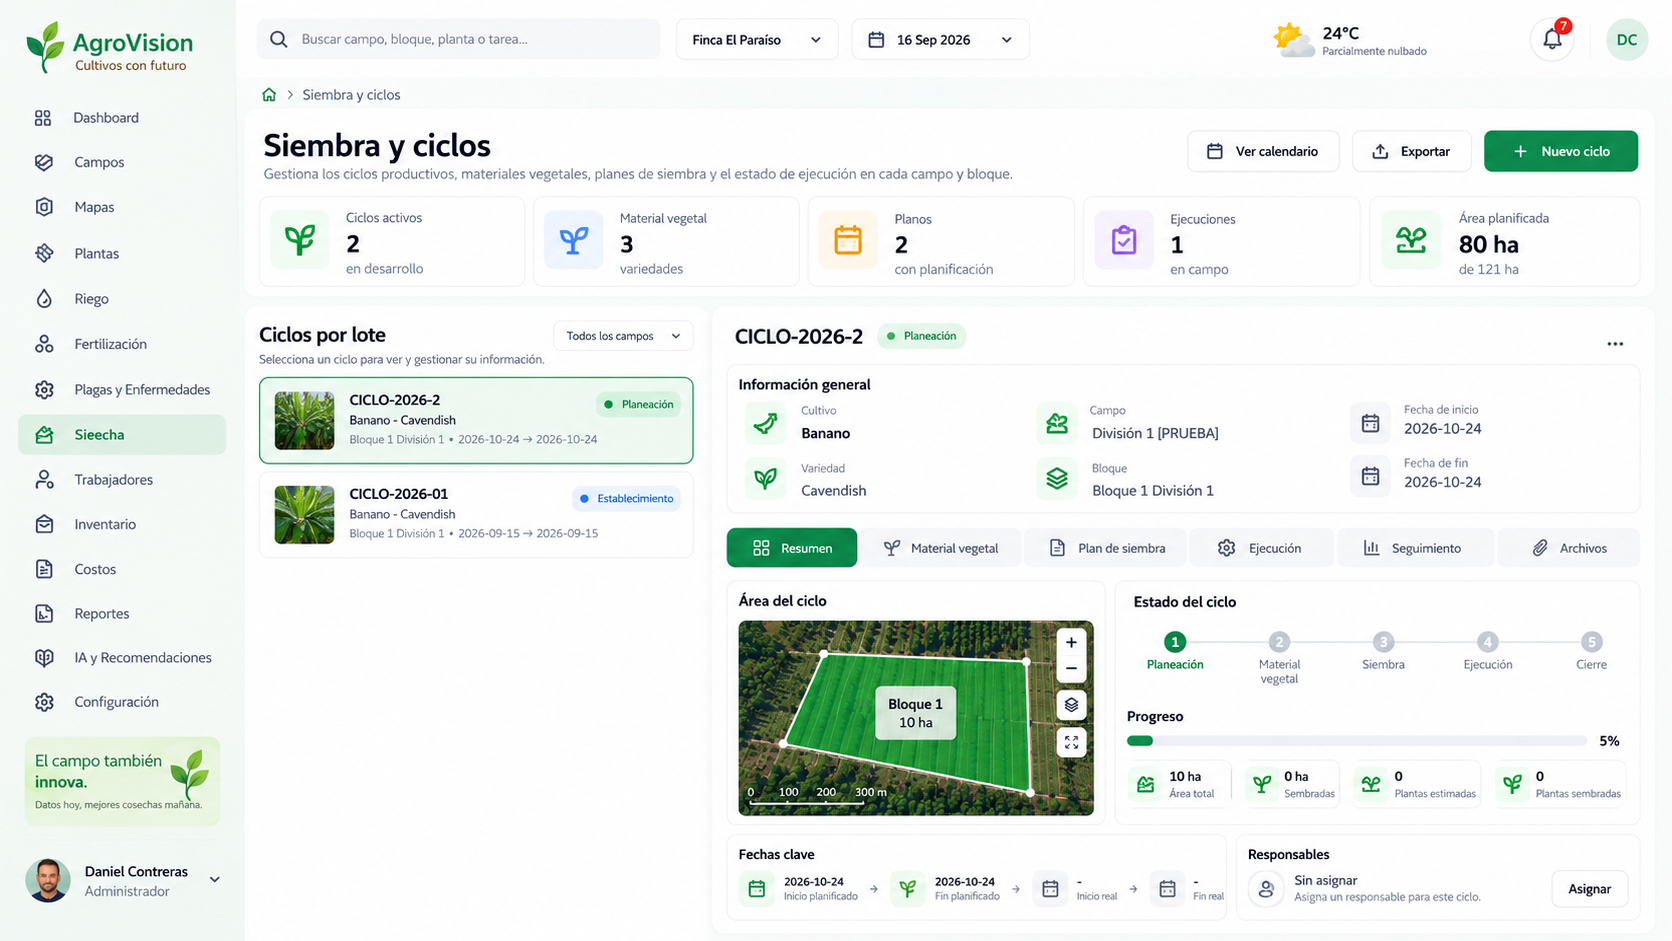 AgroVision
Cultivos con futuro
Buscar campo, bloque, planta o tarea...
Finca El Paraíso
16 Sep 2026
24°C
Parcialmente nulbado
7
DC
Dashboard
Campos
Mapas
Plantas
Riego
Fertilización
Plagas y Enfermedades
Sieecha
Trabajadores
Inventario
Costos
Reportes
IA y Recomendaciones
Configuración
El campo también
innova.
Datos hoy, mejores cosechas mañana.
Daniel Contreras
Administrador
Siembra y ciclos
Siembra y ciclos
Gestiona los ciclos productivos, materiales vegetales, planes de siembra y el estado de ejecución en cada campo y bloque.
Ver calendario
Exportar
+ Nuevo ciclo
Ciclos activos
2
en desarrollo
Material vegetal
3
variedades
Planos
2
con planificación
Ejecuciones
1
en campo
Área planificada
80 ha
de 121 ha
Ciclos por lote
Todos los campos
Selecciona un ciclo para ver y gestionar su información.
CICLO-2026-2
Planeación
Banano - Cavendish
Bloque 1 División 1 • 2026-10-24 → 2026-10-24
CICLO-2026-01
Establecimiento
Banano - Cavendish
Bloque 1 División 1 • 2026-09-15 → 2026-09-15
CICLO-2026-2
Planeación
...
Información general
Cultivo
Banano
Campo
División 1 [PRUEBA]
Fecha de inicio
2026-10-24
Variedad
Cavendish
Bloque
Bloque 1 División 1
Fecha de fin
2026-10-24
Resumen
Material vegetal
Plan de siembra
Ejecución
Seguimiento
Archivos
Área del ciclo
Bloque 1
10 ha
+
−
0 100 200 300 m
Estado del ciclo
1 2 3 4 5
Planeación
Material
vegetal
Siembra
Ejecución
Cierre
Progreso
5%
10 ha
Área total
0 ha
Sembradas
0
Plantas estimadas
0
Plantas sembradas
Fechas clave
2026-10-24
Inicio planificado
→
2026-10-24
Fin planificado
→
-
Inicio real
→
-
Fin real
Responsables
Sin asignar
Asigna un responsable para este ciclo.
Asignar